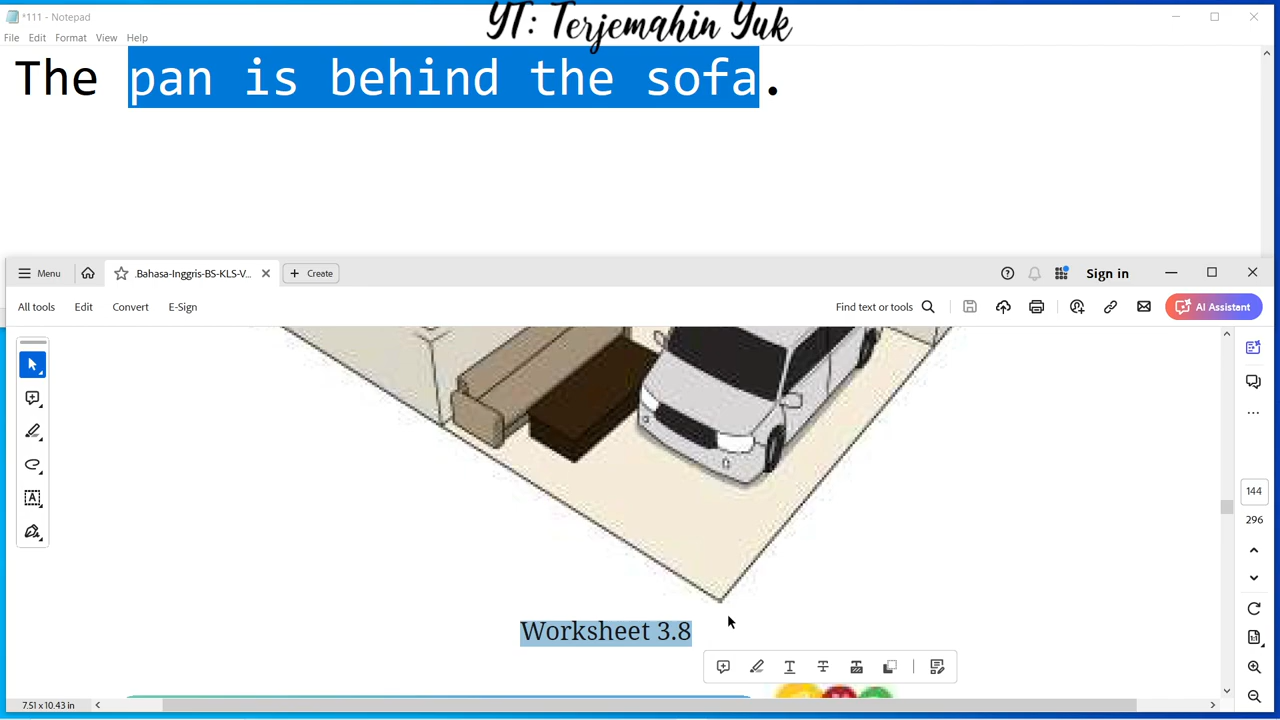 *111 - Notepad
YT: Terjemahin Yuk
File Edit Format View Help
The pan is behind the sofa.
Menu
.Bahasa-Inggris-BS-KLS-V...
Create
Sign in
All tools Edit Convert E-Sign
Find text or tools
AI Assistant
144
296
Worksheet 3.8
7.51 x 10.43 in